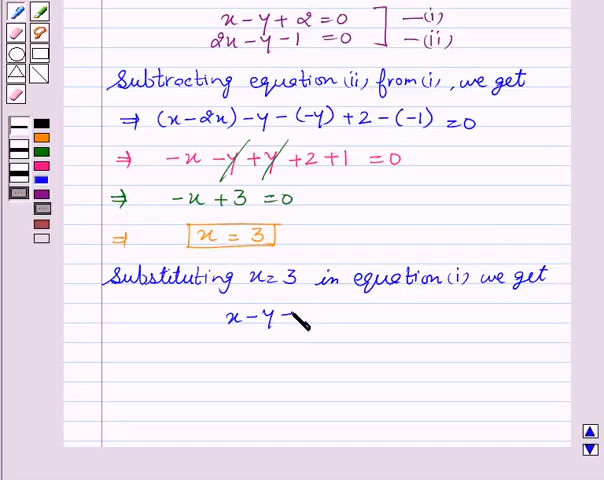 x - y + 2 = 0 —(i)
2x - y - 1 = 0 —(ii)
Subtracting equation (ii) from (i), we get
⇒ (x - 2x) - y - (-y) + 2 - (-1) = 0
⇒ -x - y + y + 2 + 1 = 0
⇒ -x + 3 = 0
⇒ x = 3
Substituting x = 3 in equation (i) we get
x - y -